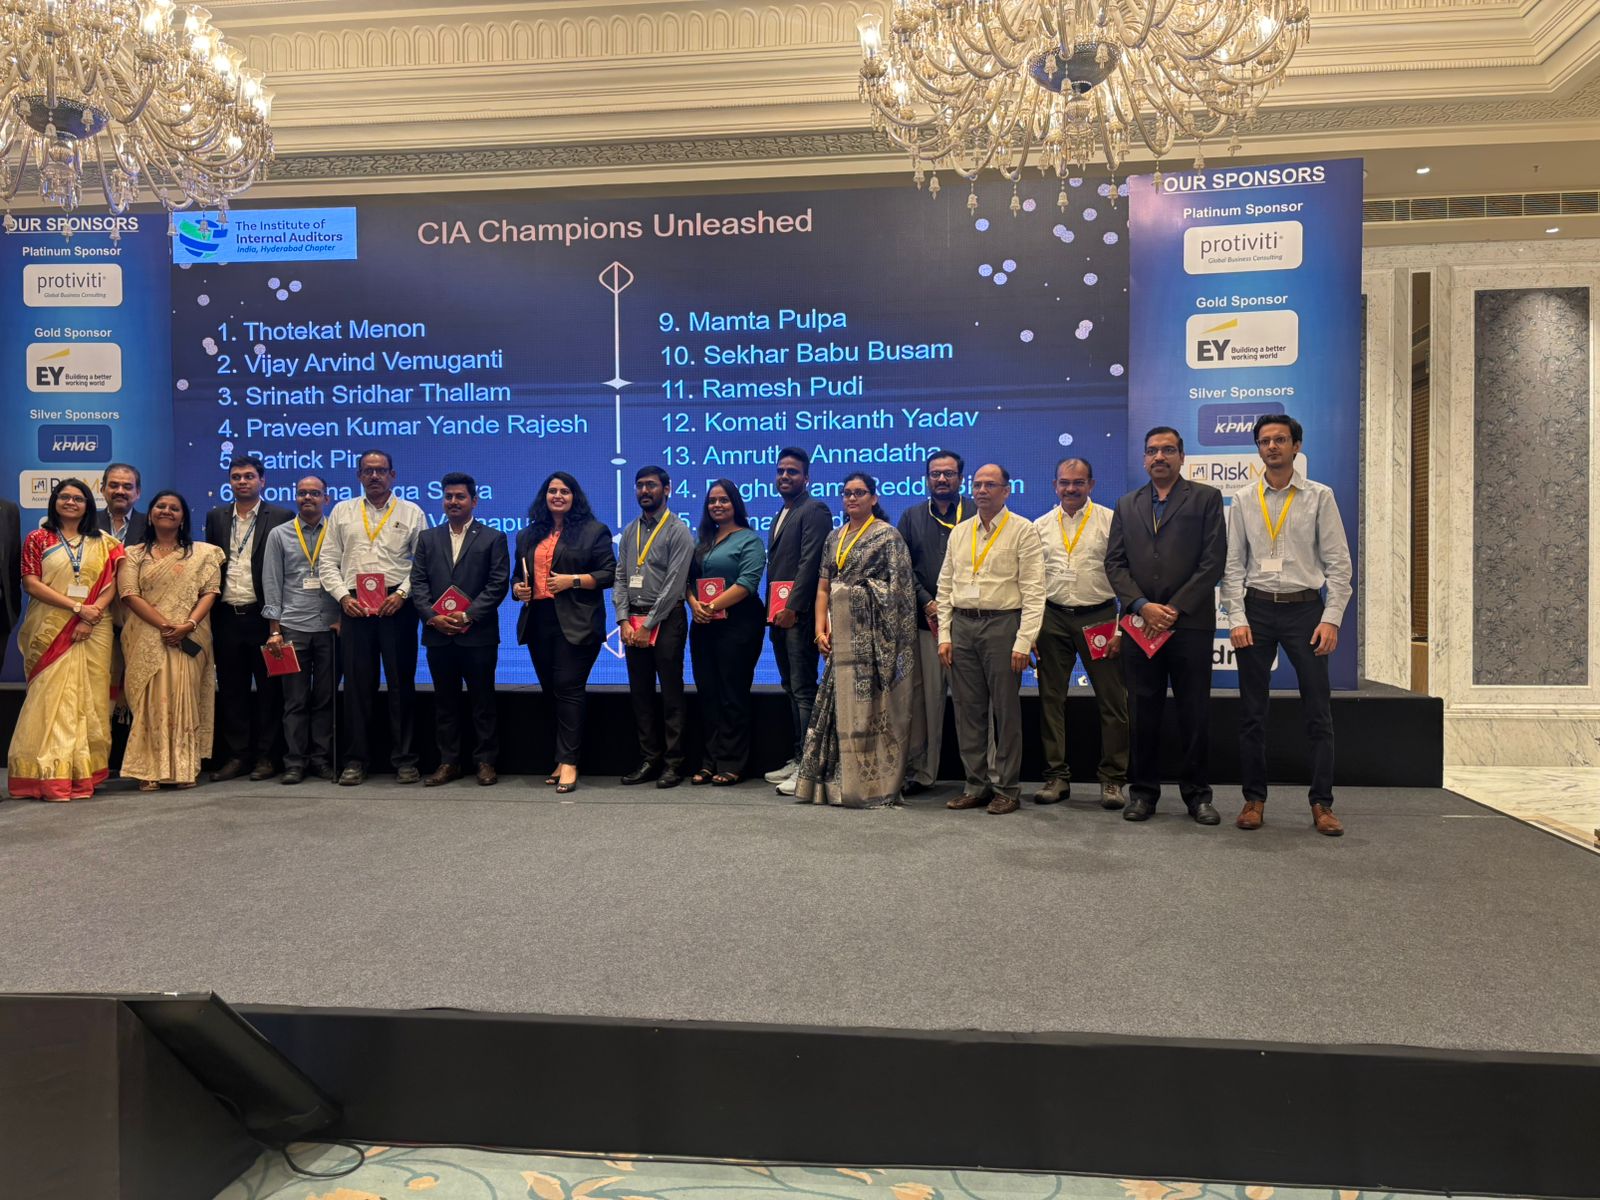 OUR SPONSORS
Platinum Sponsor
protiviti
Global Business Consulting
Gold Sponsor
EY
Building a better
working world
Silver Sponsors
KPMG
The Institute of
Internal Auditors
India, Hyderabad Chapter
CIA Champions Unleashed
1. Thotekat Menon
2. Vijay Arvind Vemuganti
3. Srinath Sridhar Thallam
4. Praveen Kumar Yande Rajesh
5. Patrick
6.
9. Mamta Pulpa
10. Sekhar Babu Busam
11. Ramesh Pudi
12. Komati Srikanth Yadav
13. Amrutha Annadatha
OUR SPONSORS
Platinum Sponsor
protiviti
Global Business Consulting
Gold Sponsor
EY
Building a better
working world
Silver Sponsors